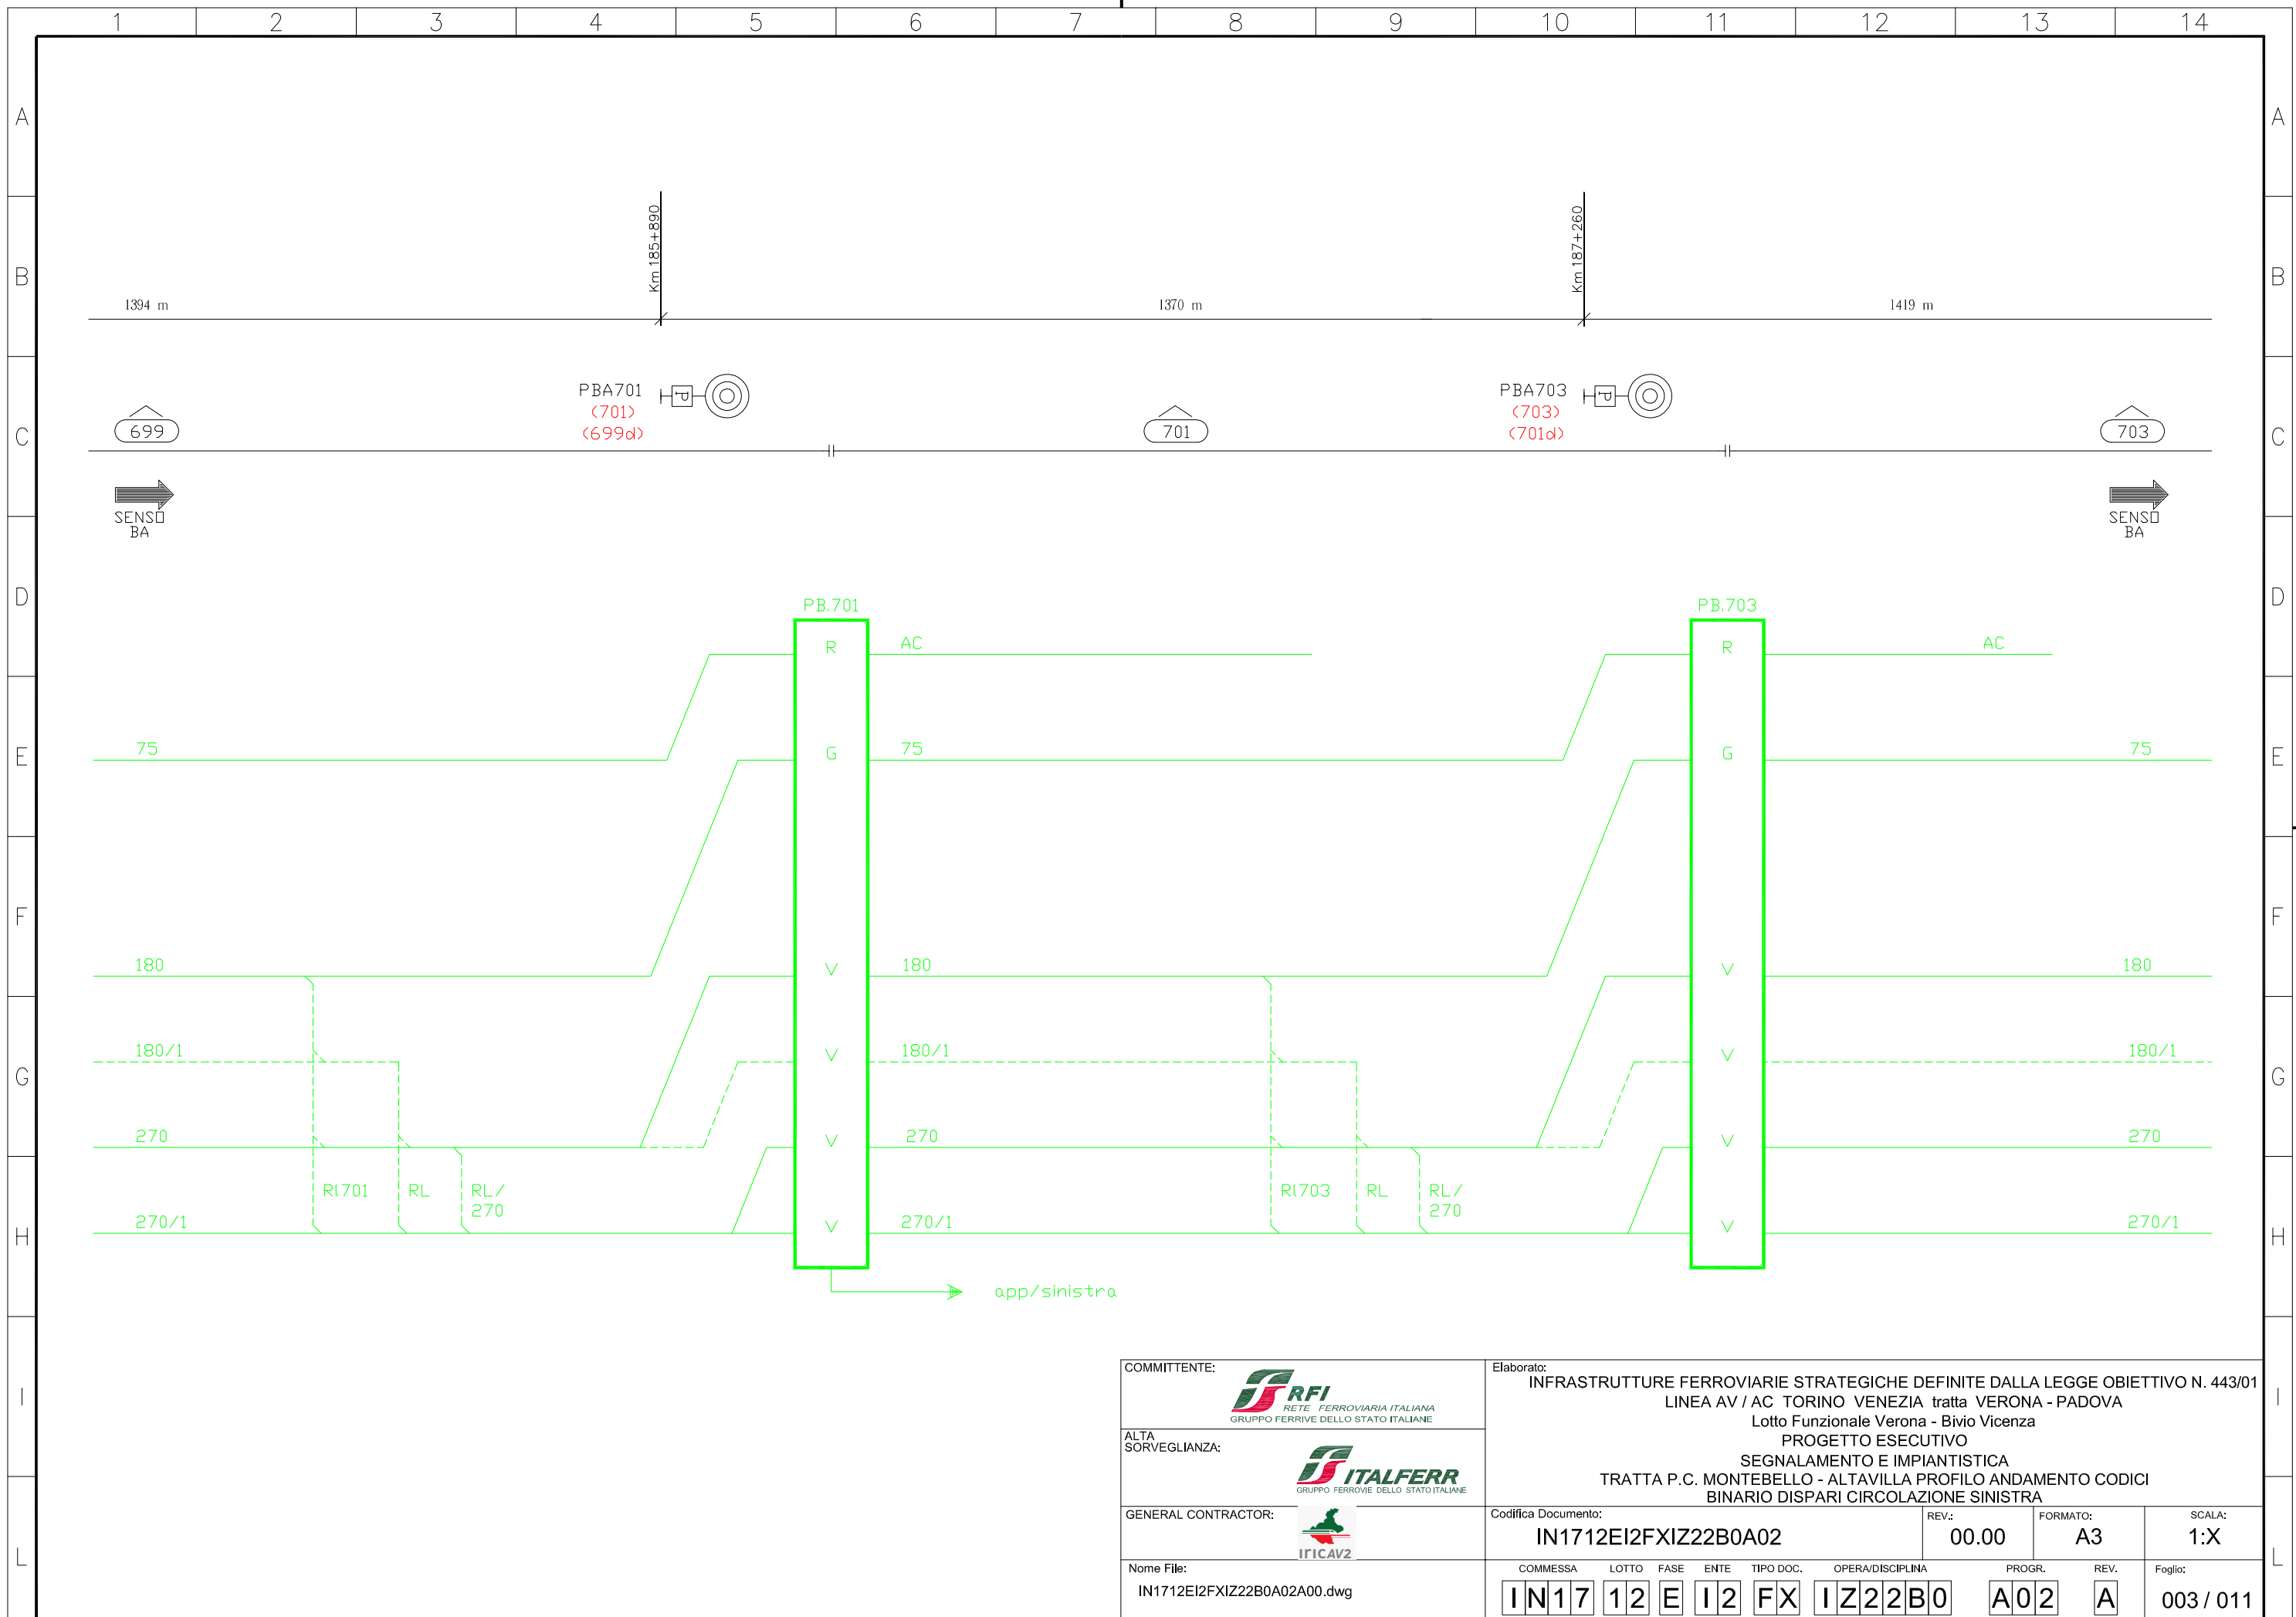 1 2 3 4 5 6 7 8 9 10 11 12 13 14
A A
B B
C C
D D
E E
F F
G G
H H
I I
L L
Km 185+890
Km 187+260
1394 m
1370 m
1419 m
PBA701
(701)
(699d)
P
PBA703
(703)
(701d)
P
699
701
703
SENSO
BA
SENSO
BA
PB.701
PB.703
R
AC
R
AC
75
G
75
G
75
180
V
180
V
180
180/1
V
180/1
V
180/1
270
V
270
V
270
Rl701
RL
RL/
270
Rl703
RL
RL/
270
270/1
V
270/1
V
270/1
app/sinistra
COMMITTENTE:
RFI
RETE FERROVIARIA ITALIANA
GRUPPO FERRIVE DELLO STATO ITALIANE
ALTA
SORVEGLIANZA:
ITALFERR
GRUPPO FERROVIE DELLO STATO ITALIANE
GENERAL CONTRACTOR:
IrICAV2
Nome File:
IN1712EI2FXIZ22B0A02A00.dwg
Elaborato:
INFRASTRUTTURE FERROVIARIE STRATEGICHE DEFINITE DALLA LEGGE OBIETTIVO N. 443/01
LINEA AV / AC TORINO VENEZIA tratta VERONA - PADOVA
Lotto Funzionale Verona - Bivio Vicenza
PROGETTO ESECUTIVO
SEGNALAMENTO E IMPIANTISTICA
TRATTA P.C. MONTEBELLO - ALTAVILLA PROFILO ANDAMENTO CODICI
BINARIO DISPARI CIRCOLAZIONE SINISTRA
Codifica Documento:
IN1712EI2FXIZ22B0A02
REV.:
00.00
FORMATO:
A3
SCALA:
1:X
COMMESSA LOTTO FASE ENTE TIPO DOC. OPERA/DISCIPLINA PROGR. REV.
IN17 12 E I2 FX IZ22B0 A02 A
Foglio:
003 / 011